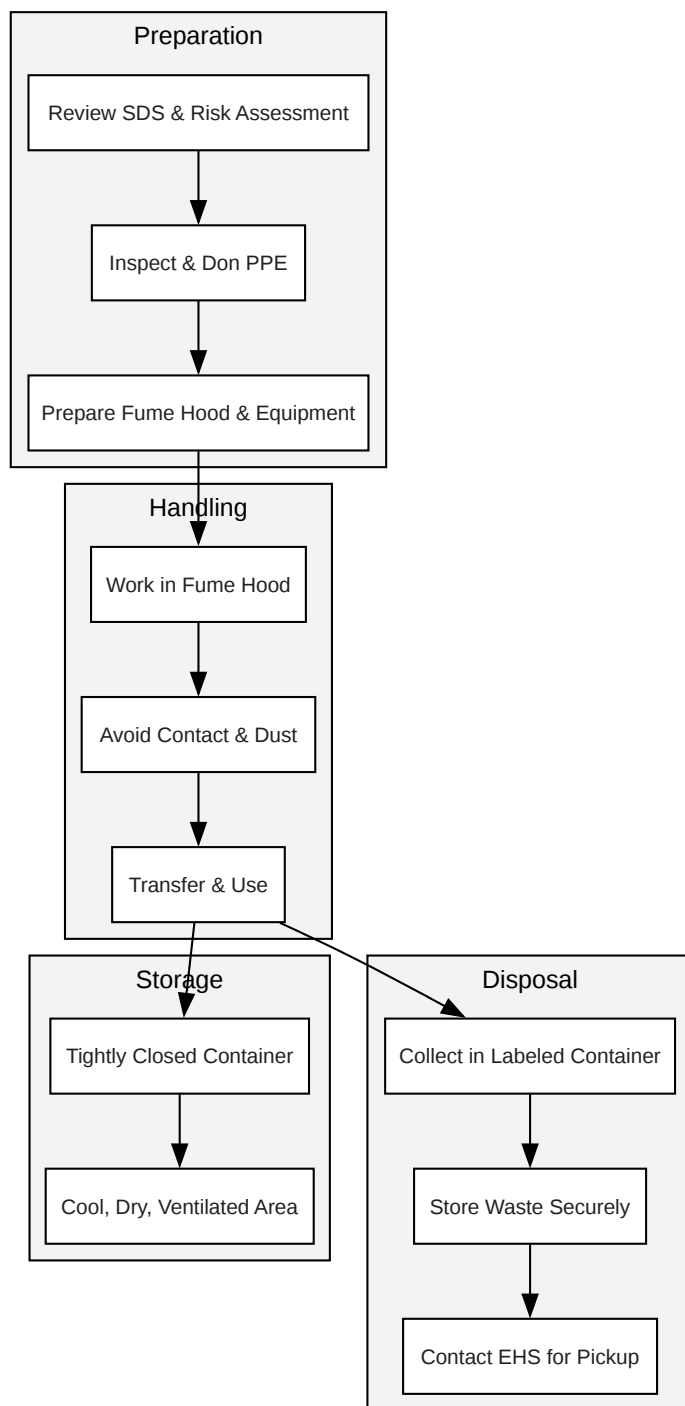 Preparation
Review SDS & Risk Assessment
Inspect & Don PPE
Prepare Fume Hood & Equipment
Handling
Work in Fume Hood
Avoid Contact & Dust
Transfer & Use
Storage
Tightly Closed Container
Cool, Dry, Ventilated Area
Disposal
Collect in Labeled Container
Store Waste Securely
Contact EHS for Pickup